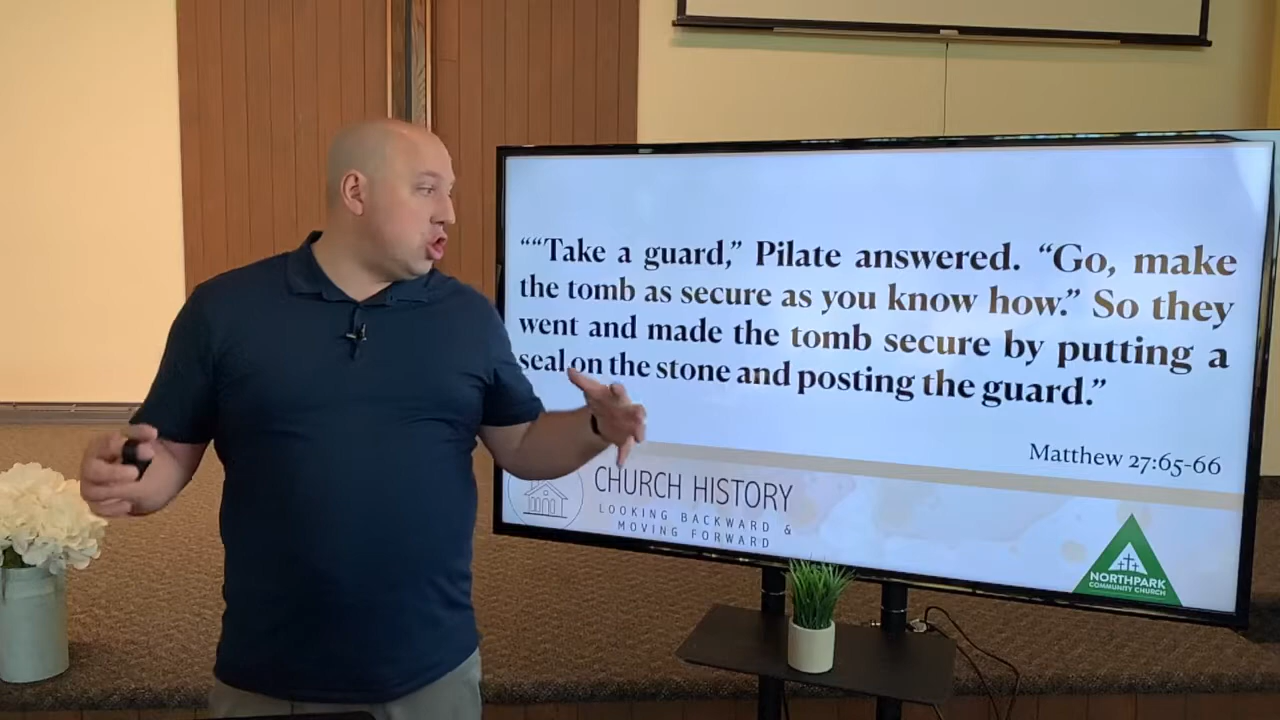 ““Take a guard,” Pilate answered. “Go, make
the tomb as secure as you know how.” So they
went and made the tomb secure by putting a
seal on the stone and posting the guard.”
Matthew 27:65-66
CHURCH HISTORY
LOOKING BACKWARD &
MOVING FORWARD
NORTHPARK
COMMUNITY CHURCH